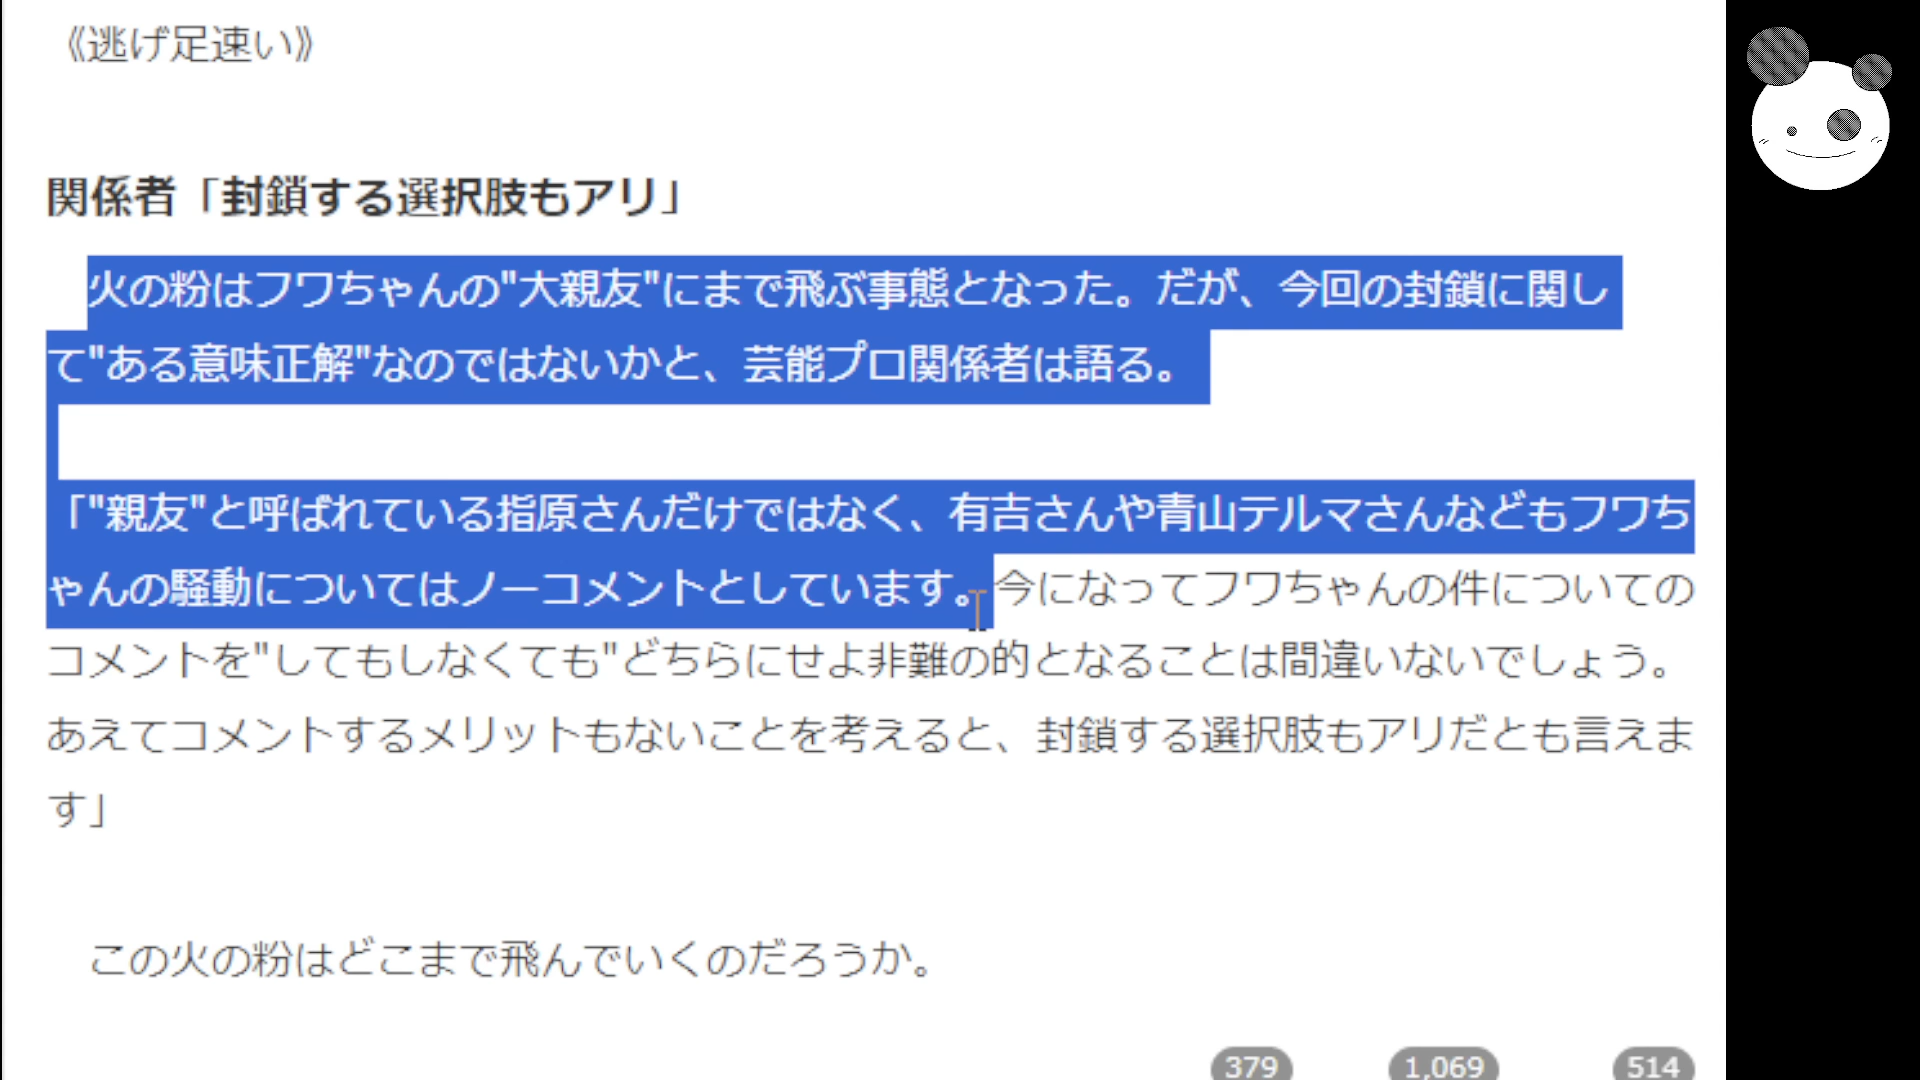 《逃げ足速い》
関係者「封鎖する選択肢もアリ」
火の粉はフワちゃんの"大親友"にまで飛ぶ事態となった。だが、今回の封鎖に関し
て"ある意味正解"なのではないかと、芸能プロ関係者は語る。
「"親友"と呼ばれている指原さんだけではなく、有吉さんや青山テルマさんなどもフワち
ゃんの騒動についてはノーコメントとしています。今になってフワちゃんの件についての
コメントを"してもしなくても"どちらにせよ非難の的となることは間違いないでしょう。
あえてコメントするメリットもないことを考えると、封鎖する選択肢もアリだとも言えま
す」
この火の粉はどこまで飛んでいくのだろうか。
379 1,069 514